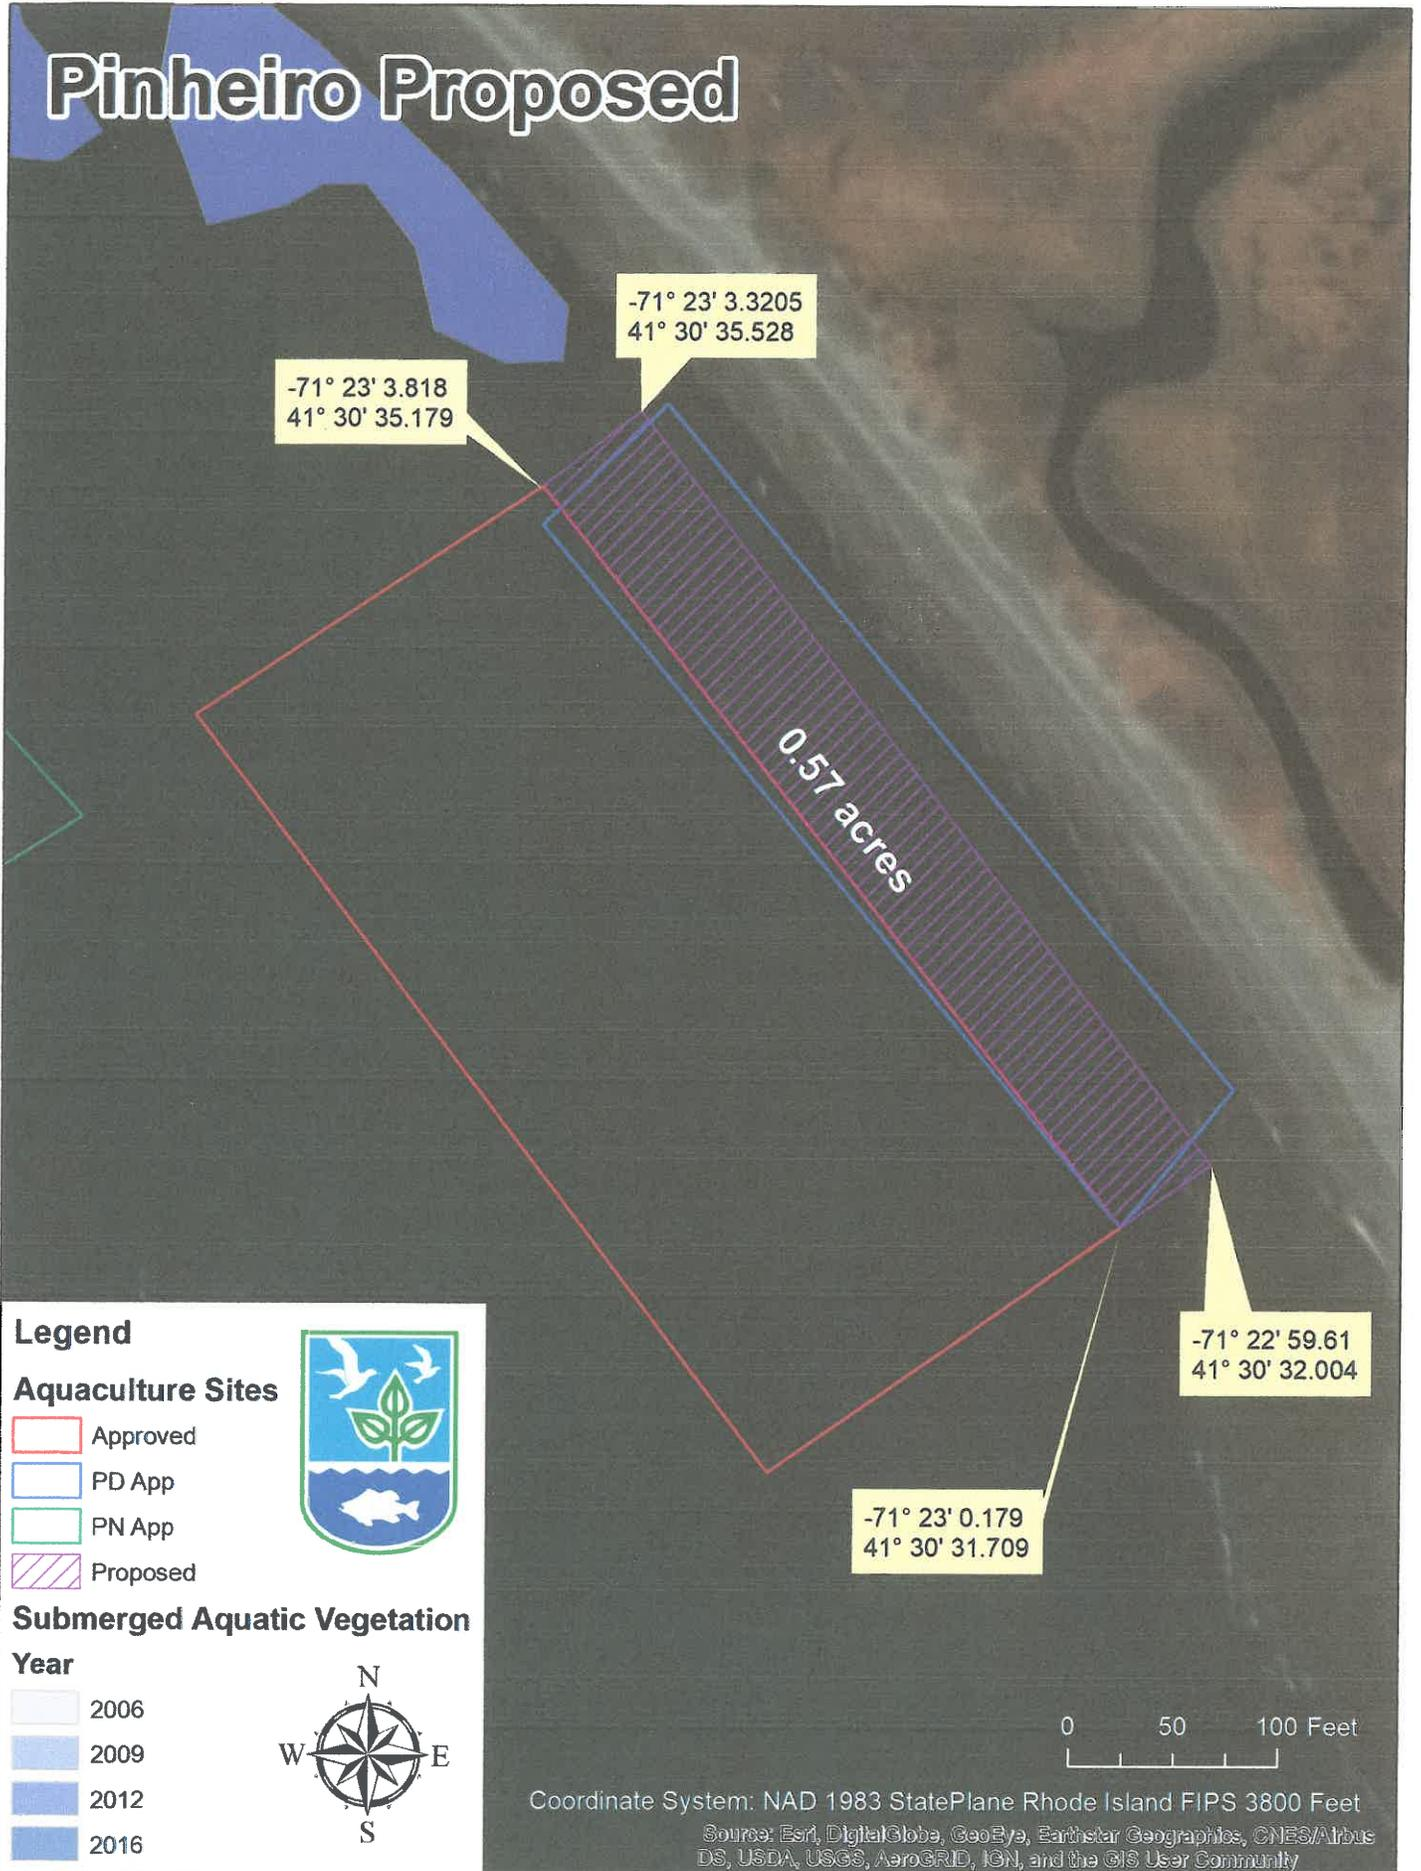 Pinheiro Proposed
-71° 23' 3.3205
41° 30' 35.528
-71° 23' 3.818
41° 30' 35.179
0.57 acres
-71° 22' 59.61
41° 30' 32.004
-71° 23' 0.179
41° 30' 31.709
Legend
Aquaculture Sites
Approved
PD App
PN App
Proposed
Submerged Aquatic Vegetation
Year
2006
2009
2012
2016
N
W E
S
0 50 100 Feet
Coordinate System: NAD 1983 StatePlane Rhode Island FIPS 3800 Feet
Source: Esri, DigitalGlobe, GeoEye, Earthstar Geographics, CNES/Airbus
DS, USDA, USGS, AeroGRID, IGN, and the GIS User Community